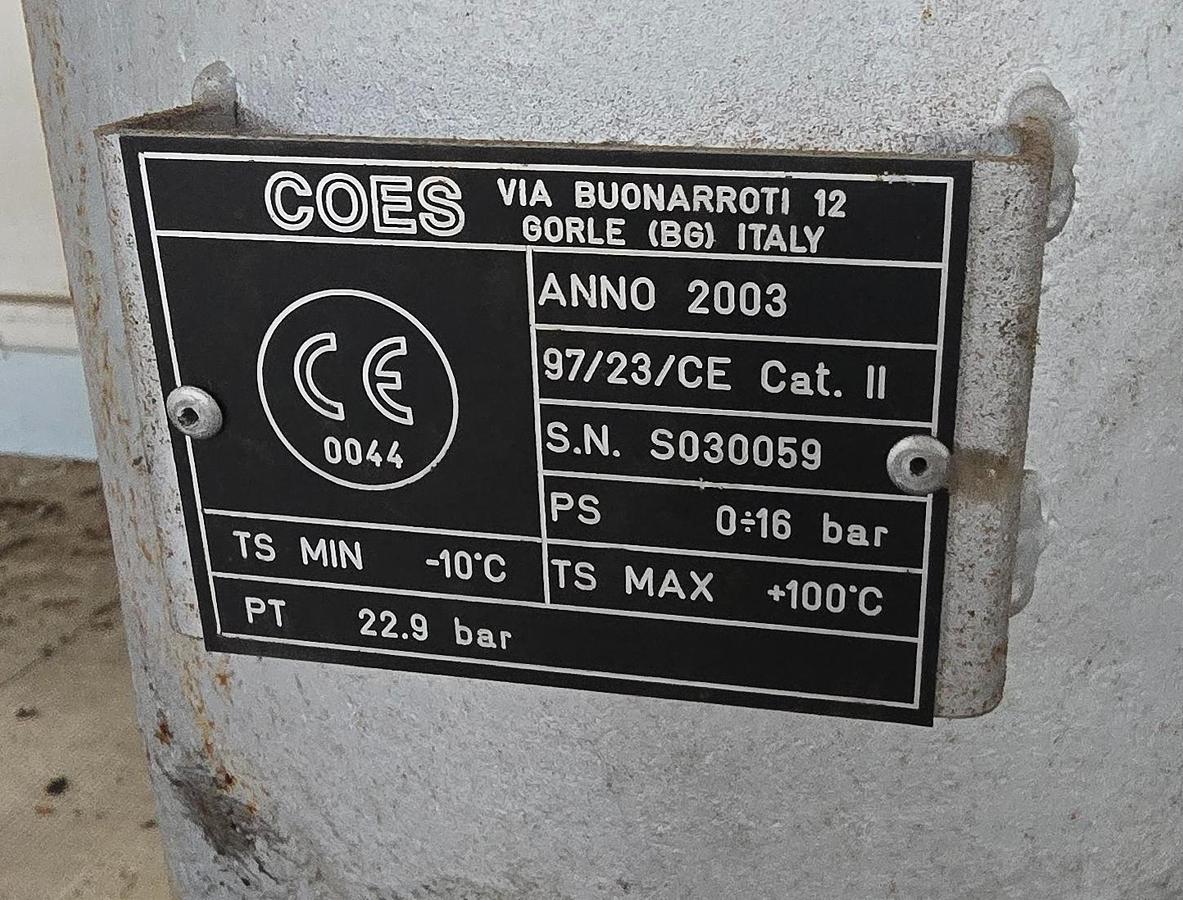 COES VIA BUONARROTI 12
GORLE (BG) ITALY
CE
0044
ANNO 2003
97/23/CE Cat. II
S.N. S030059
PS 0÷16 bar
TS MIN -10°C
TS MAX +100°C
PT 22.9 bar